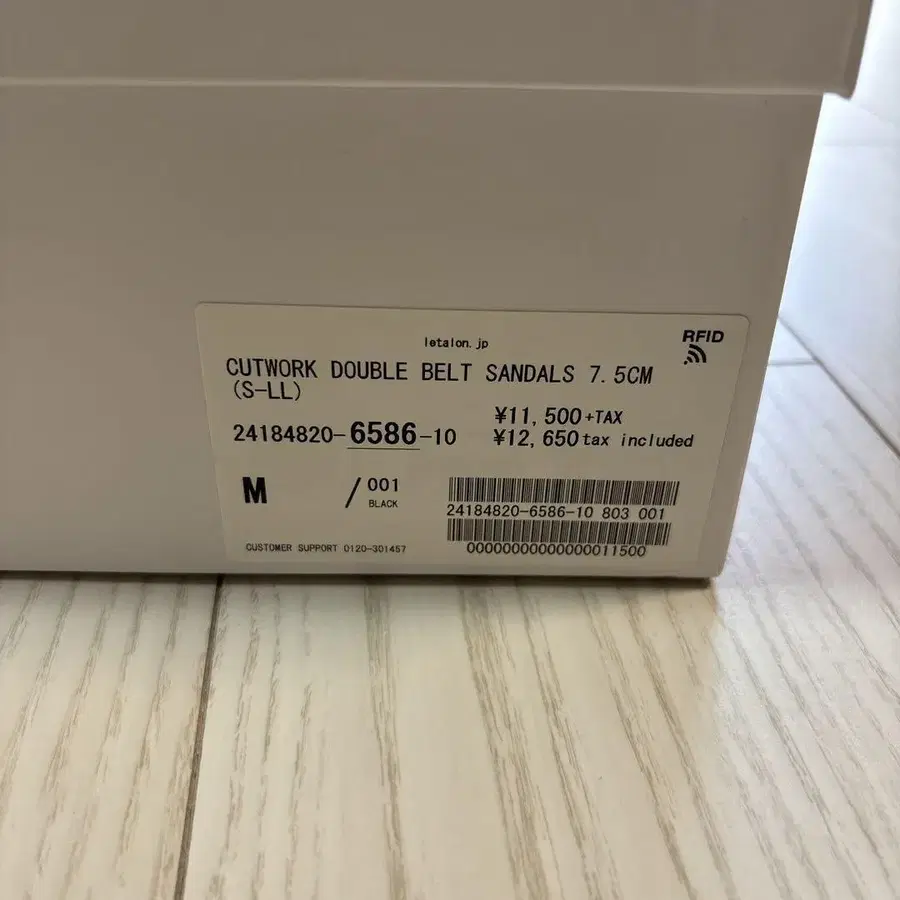 letalon.jp
RFID
CUTWORK DOUBLE BELT SANDALS 7.5CM
(S-LL)
¥11,500+TAX
24184820-6586-10
¥12,650 tax included
M
/001
BLACK
24184820-6586-10 803 001
CUSTOMER SUPPORT 0120-301457
00000000000000011500